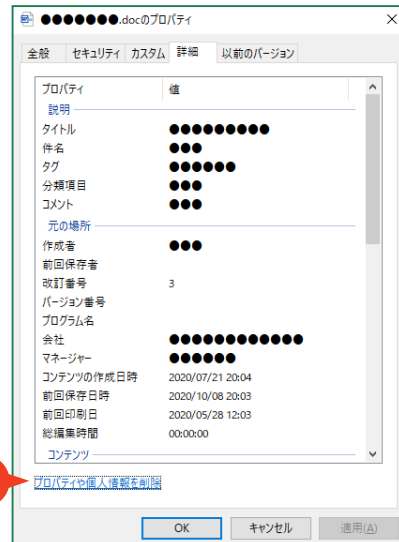 ●●●●●●●.docのプロパティ
全般 セキュリティ カスタム 詳細 以前のバージョン
プロパティ 値
説明
タイトル ●●●●●●●●●
件名 ●●●
タグ ●●●●●●
分類項目 ●●●
コメント ●●●
元の場所
作成者 ●●●
前回保存者
改訂番号 3
バージョン番号
プログラム名
会社 ●●●●●●●●●●●●
マネージャー ●●●●●●
コンテンツの作成日時 2020/07/21 20:04
前回保存日時 2020/10/08 20:03
前回印刷日 2020/05/28 12:03
総編集時間 00:00:00
コンテンツ
プロパティや個人情報を削除
OK キャンセル 適用(A)